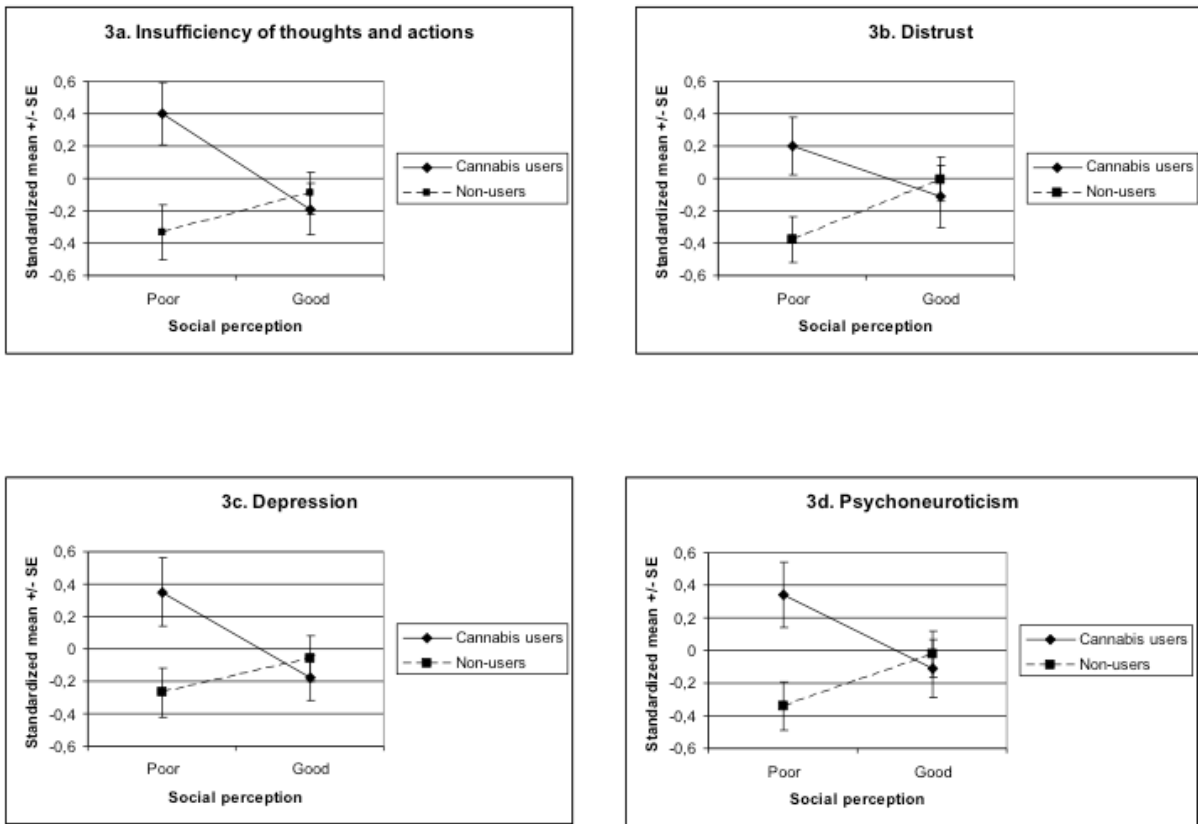 3a. Insufficiency of thoughts and actions
Standardized mean +/- SE
0,6
0,4
0,2
0
-0,2
-0,4
-0,6
Poor
Good
Social perception
Cannabis users
Non-users
3b. Distrust
Standardized mean +/- SE
0,6
0,4
0,2
0
-0,2
-0,4
-0,6
Poor
Good
Social perception
Cannabis users
Non-users
3c. Depression
Standardized mean +/- SE
0,6
0,4
0,2
0
-0,2
-0,4
-0,6
Poor
Good
Social perception
Cannabis users
Non-users
3d. Psychoneuroticism
Standardized mean +/- SE
0,6
0,4
0,2
0
-0,2
-0,4
-0,6
Poor
Good
Social perception
Cannabis users
Non-users